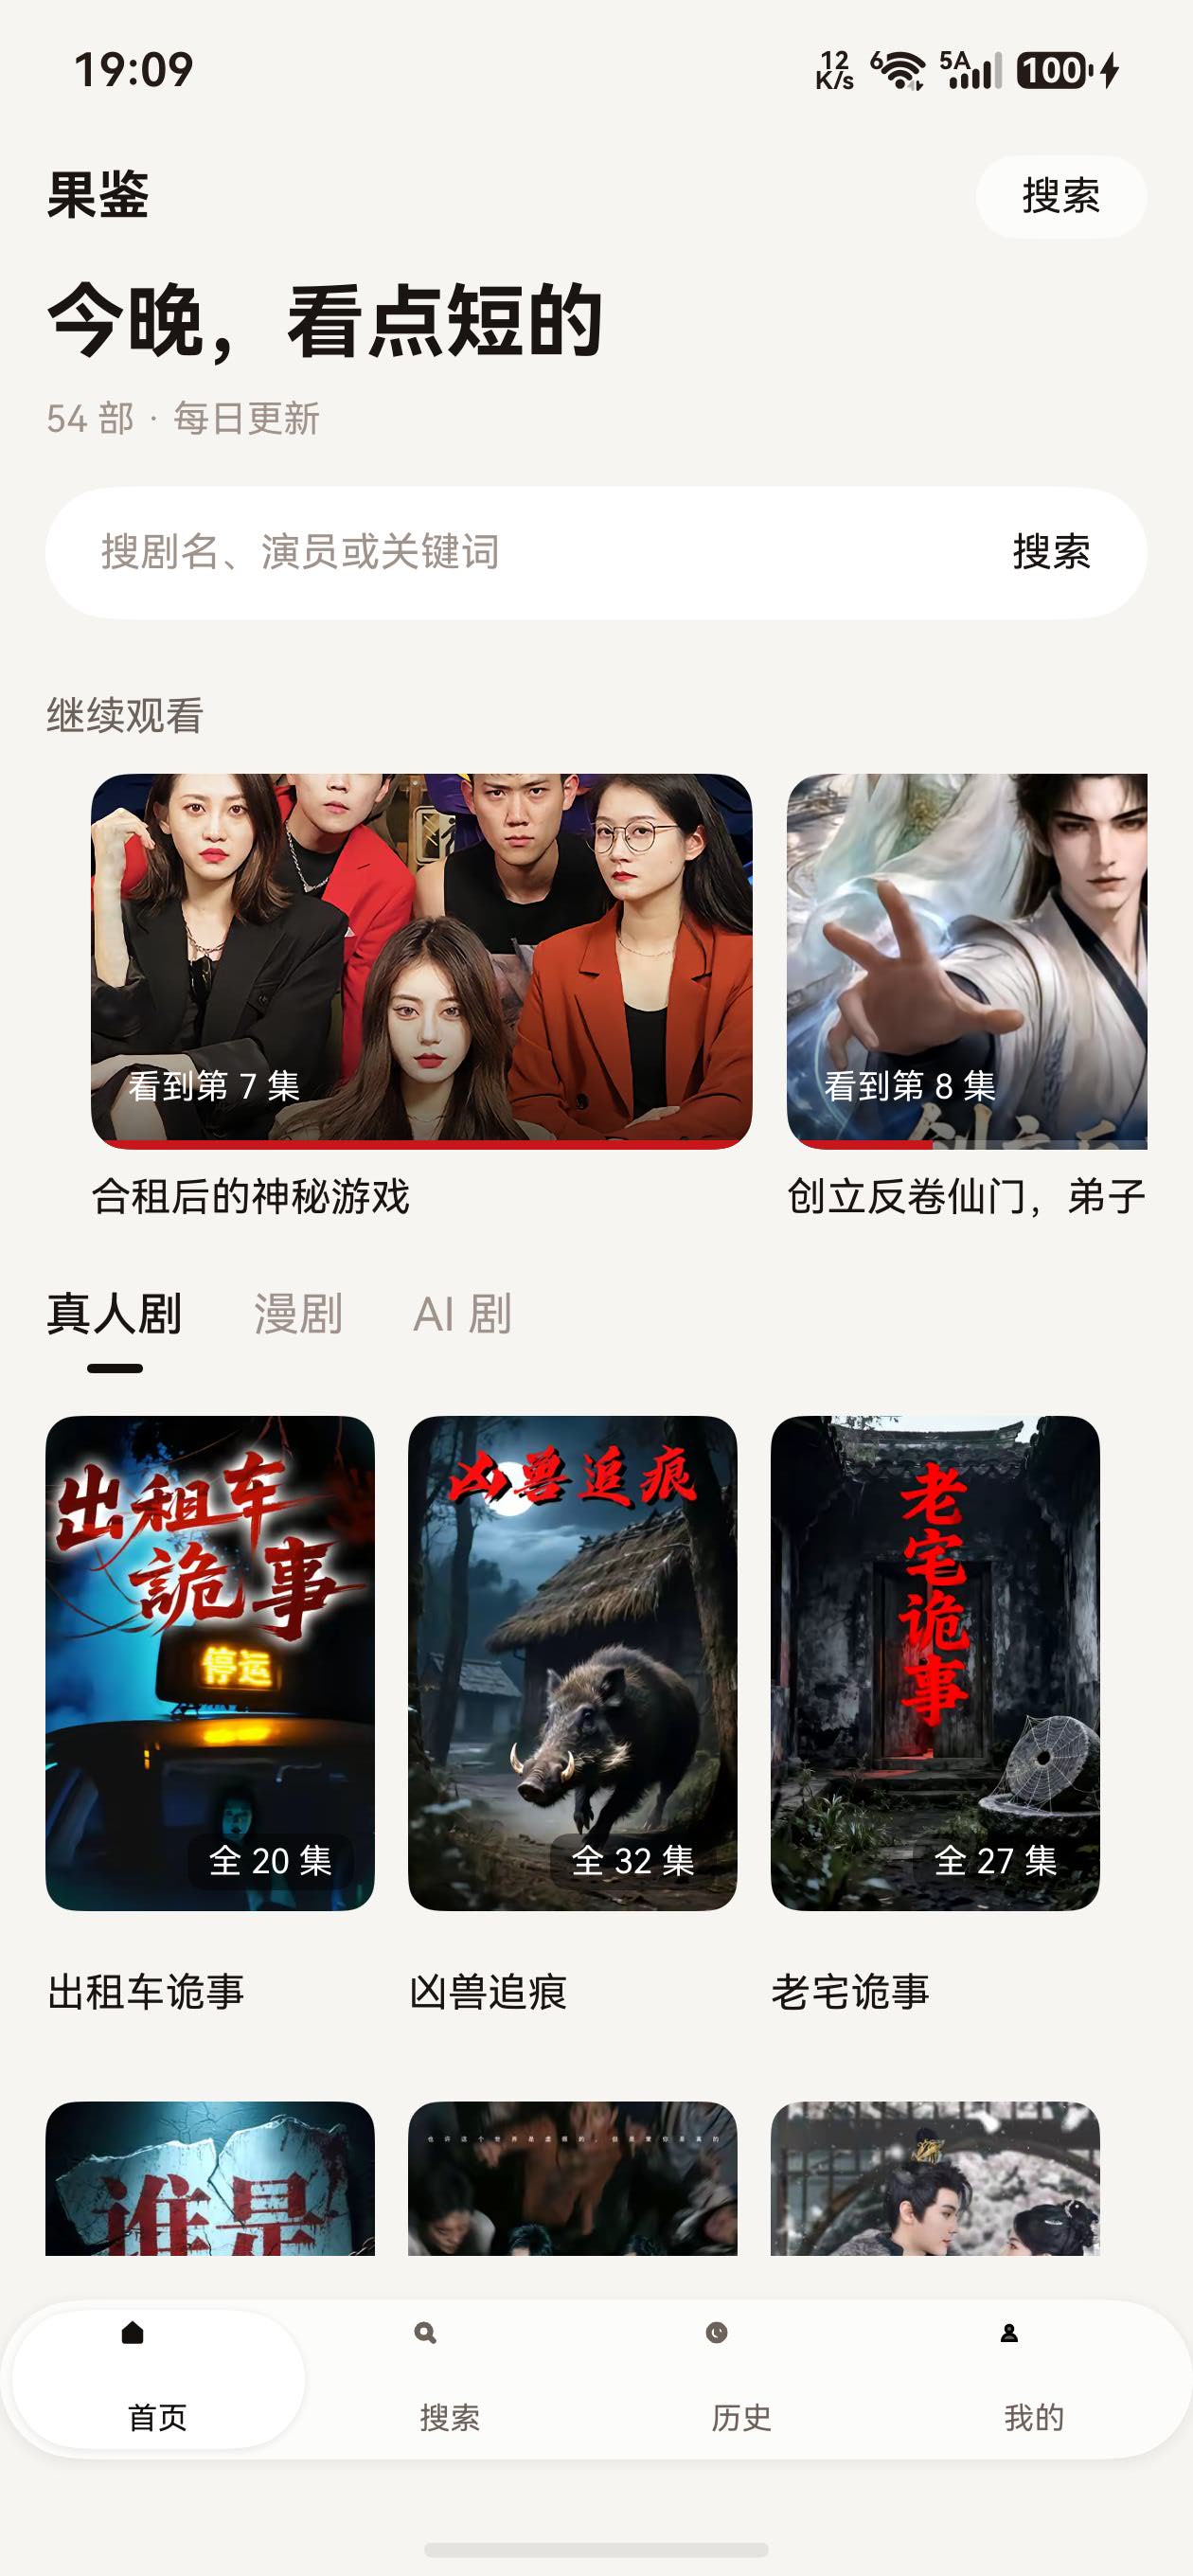 19:09
12 K/s 6 5A 100
果鉴
搜索
今晚，看点短的
54 部 · 每日更新
搜剧名、演员或关键词
搜索
继续观看
看到第 7 集
看到第 8 集
合租后的神秘游戏
创立反卷仙门，弟子
真人剧
漫剧
AI 剧
出租车
詭事
停运
全 20 集
凶兽追痕
全 32 集
老宅诡事
全 27 集
出租车诡事
凶兽追痕
老宅诡事
谁是
首页
搜索
历史
我的